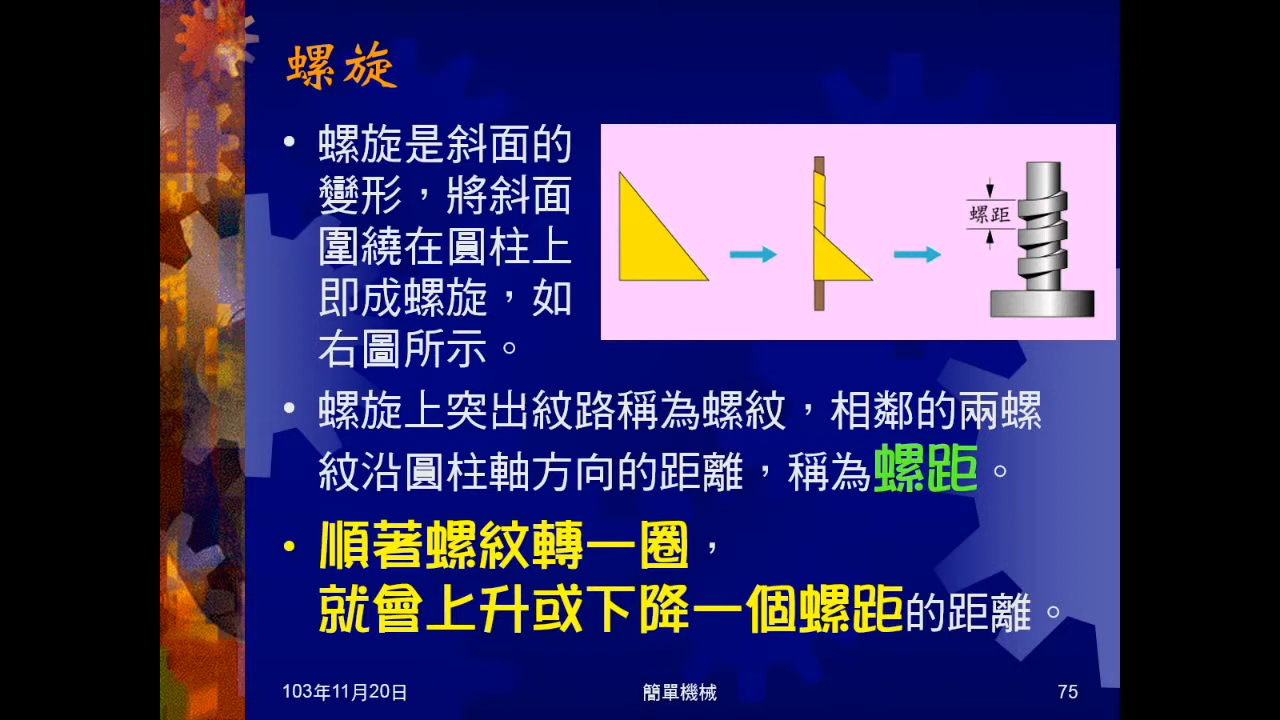 螺旋
• 螺旋是斜面的
變形，將斜面
圍繞在圓柱上
即成螺旋，如
右圖所示。
螺距
• 螺旋上突出紋路稱為螺紋，相鄰的兩螺
紋沿圓柱軸方向的距離，稱為螺距。
• 順著螺紋轉一圈，
就會上升或下降一個螺距的距離。
103年11月20日
簡單機械
75